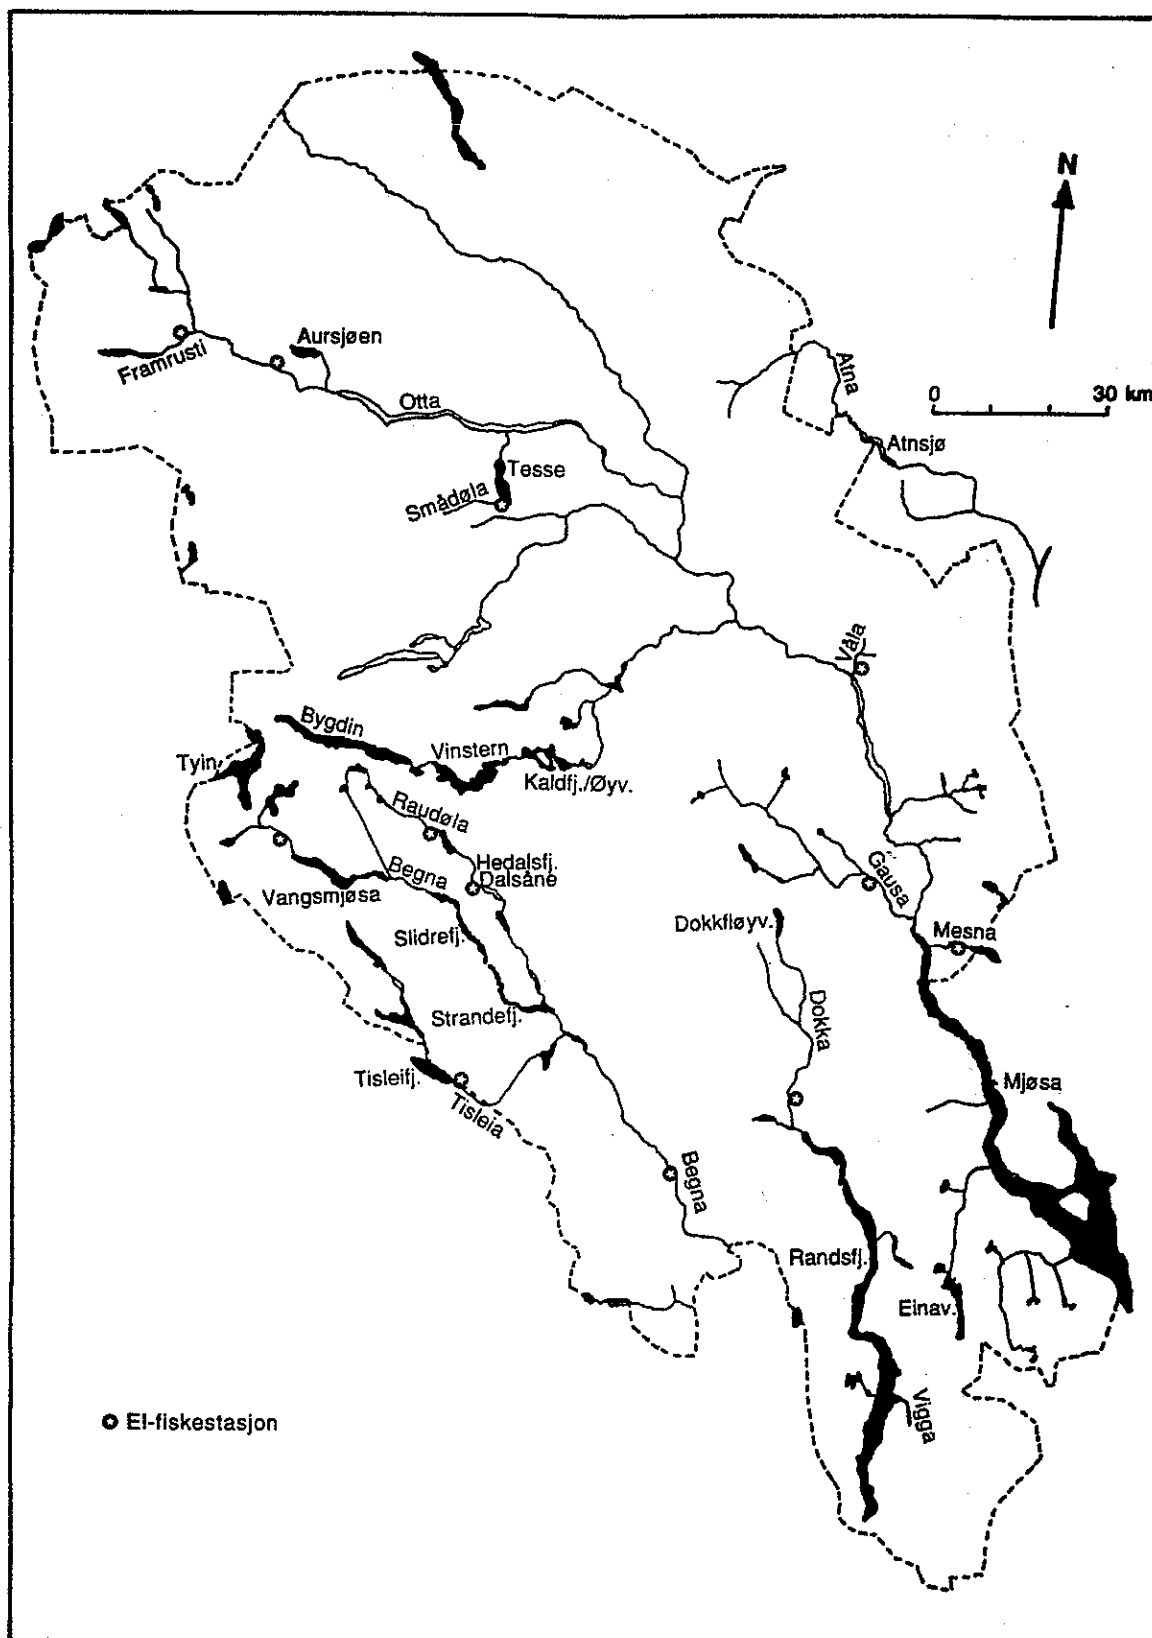 N
Aursjøen
Framrusti
Otta
Atna
0 30 km
Atnsjø
Tesse
Smådøla
Våla
Bygdin
Vinstern
Tyin
Kaldfj./Øyv.
Raudøla
Hedalsfj.
Dalsåne
Begna
Vangsmjøsa
Gausa
Slidrefj.
Dokkfløyv.
Mesna
Dokka
Strandefj.
Tisleifj.
Tisleia
Mjøsa
Begna
Randsfj.
Einav.
Vigga
El-fiskestasjon